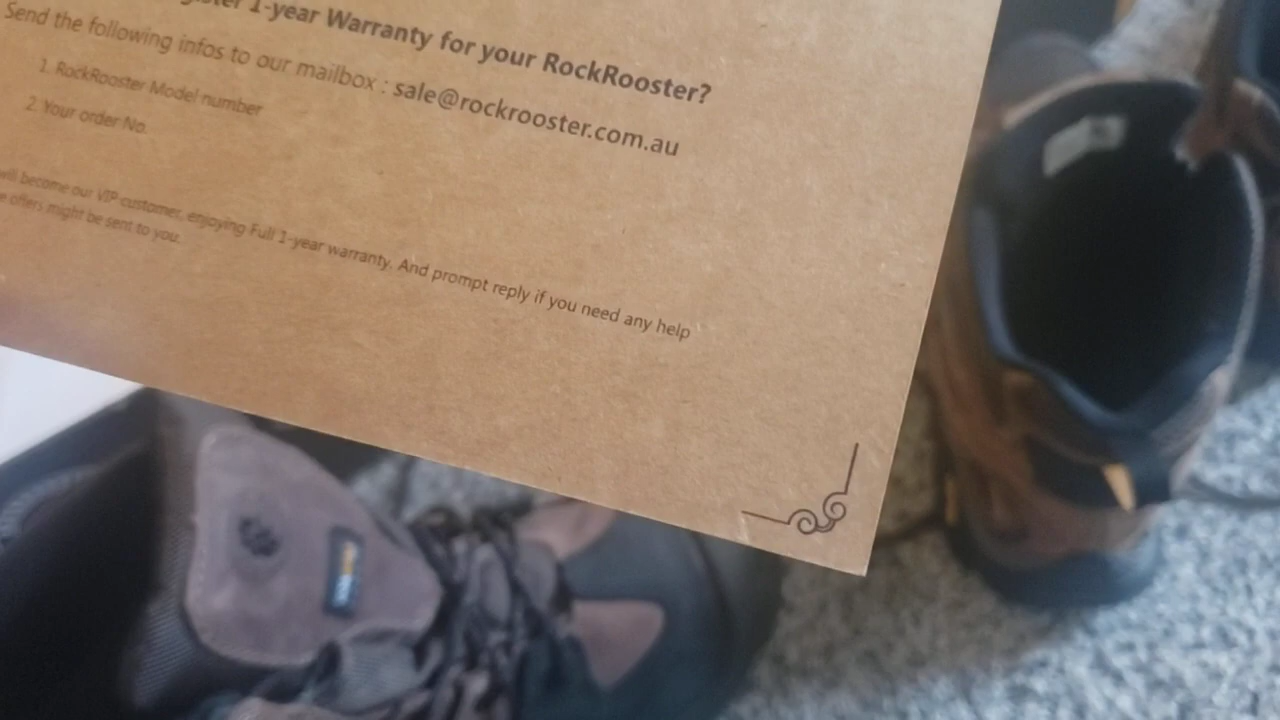 1-year Warranty for your RockRooster?
Send the following infos to our mailbox : sale@rockrooster.com.au
1. RockRooster Model number
2. Your order No.
will become our VIP customer, enjoying Full 1-year warranty. And prompt reply if you need any help
offers might be sent to you.